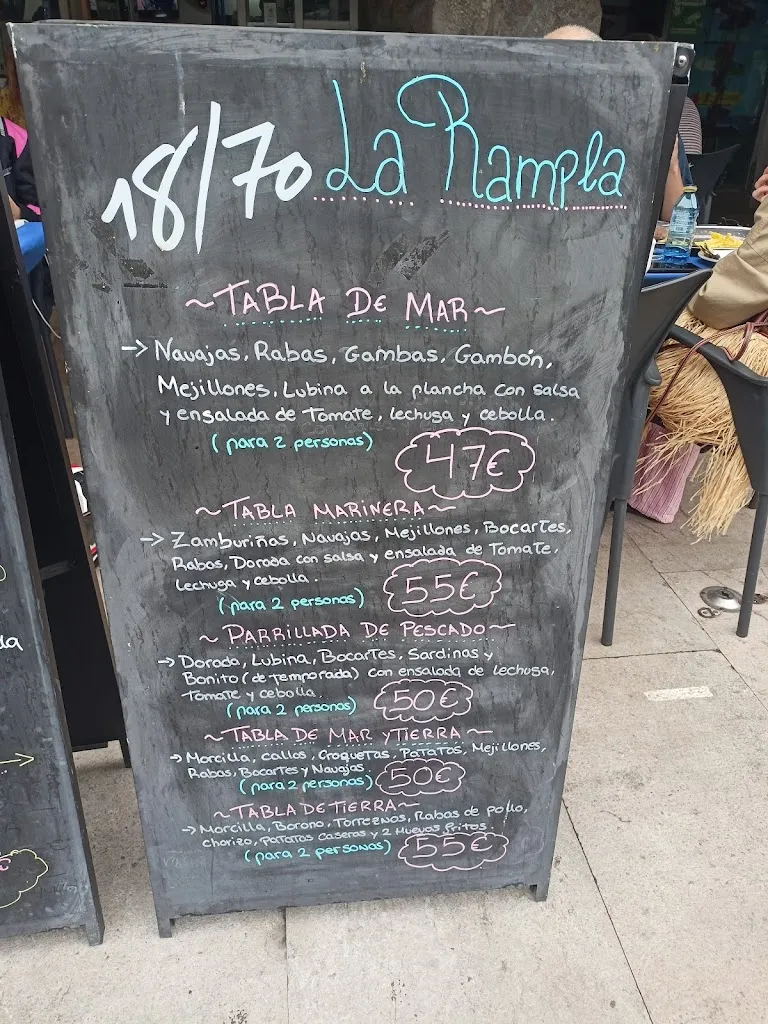 18/70 La Rampla
~TABLA DE MAR~
→ Navajas, Rabas, Gambas, Gambón,
Mejillones, Lubina a la plancha con salsa
y ensalada de Tomate, lechuga y cebolla.
(para 2 personas)
47€
~TABLA MARINERA~
→ Zamburiñas, Navajas, Mejillones, Bocartes,
Rabas, Dorada con salsa y ensalada de Tomate,
Lechuga y cebolla.
55€
(para 2 personas)
~ PARRILLADA DE PESCADO~
→ Dorada, Lubina, Bocartes, Sardinas y
Bonito (de temporada) con ensalada de lechuga,
Tomate y cebolla.
(para 2 personas)
50€
~TABLA DE MAR Y TIERRA~
→ Morcilla, callos, Croquetas, Patatas, Mejillones,
Rabas, Bocartes y Navajas.
(para 2 personas)
50€
~TABLA DE TIERRA~
→ Morcilla, Borono, Torreznos, Rabas de pollo,
chorizo, Patatas caseras y 2 Huevos fritos.
(para 2 personas)
55€